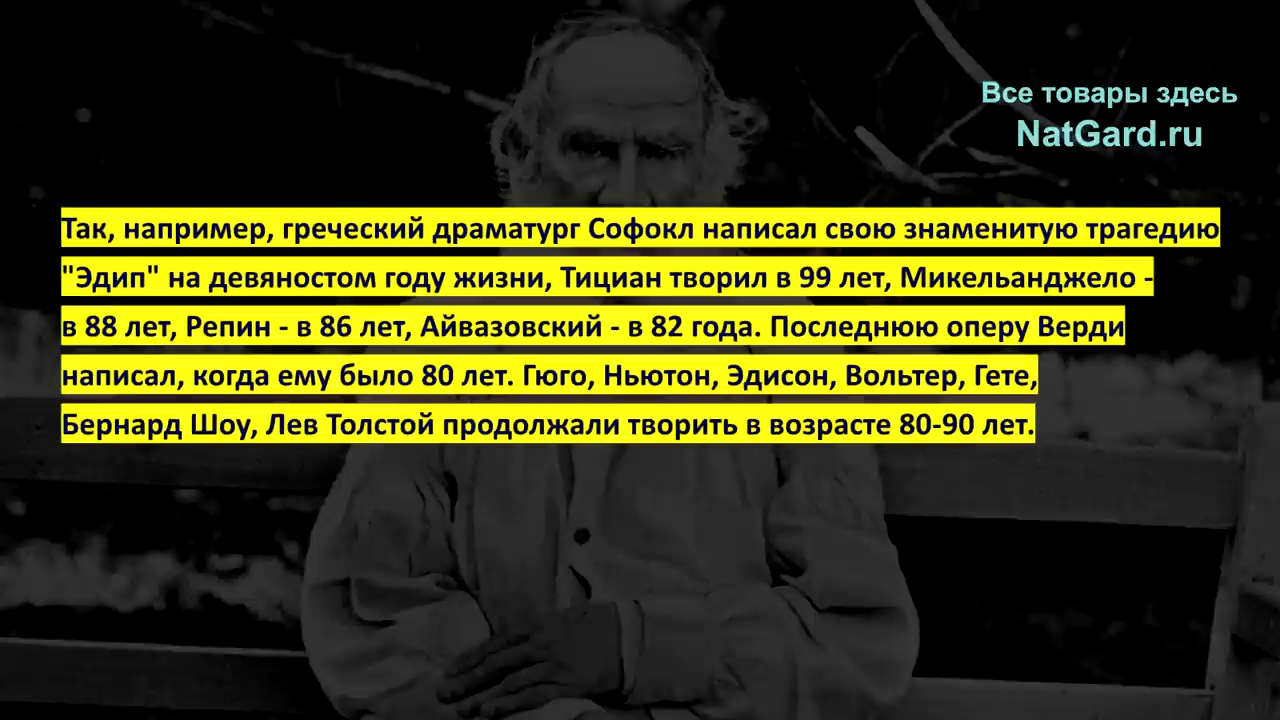 Все товары здесь
NatGard.ru
Так, например, греческий драматург Софокл написал свою знаменитую трагедию
"Эдип" на девяностом году жизни, Тициан творил в 99 лет, Микельанджело -
в 88 лет, Репин - в 86 лет, Айвазовский - в 82 года. Последнюю оперу Верди
написал, когда ему было 80 лет. Гюго, Ньютон, Эдисон, Вольтер, Гете,
Бернард Шоу, Лев Толстой продолжали творить в возрасте 80-90 лет.